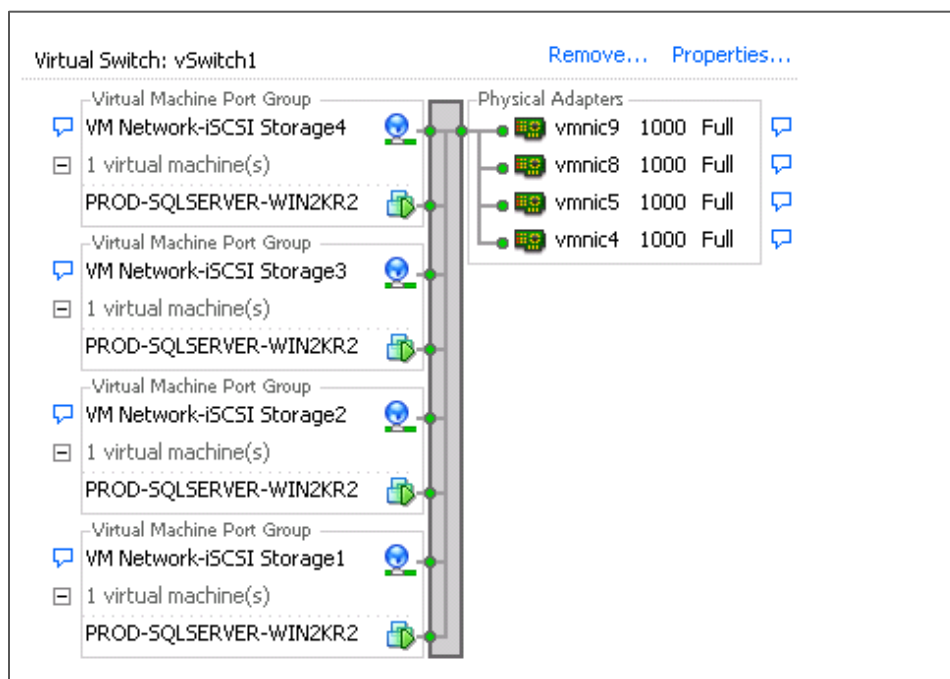 Virtual Switch: vSwitch1 Remove... Properties...
Virtual Machine Port Group
VM Network-iSCSI Storage4
1 virtual machine(s)
PROD-SQLSERVER-WIN2KR2
Virtual Machine Port Group
VM Network-iSCSI Storage3
1 virtual machine(s)
PROD-SQLSERVER-WIN2KR2
Virtual Machine Port Group
VM Network-iSCSI Storage2
1 virtual machine(s)
PROD-SQLSERVER-WIN2KR2
Virtual Machine Port Group
VM Network-iSCSI Storage1
1 virtual machine(s)
PROD-SQLSERVER-WIN2KR2
Physical Adapters
vmnic9 1000 Full
vmnic8 1000 Full
vmnic5 1000 Full
vmnic4 1000 Full